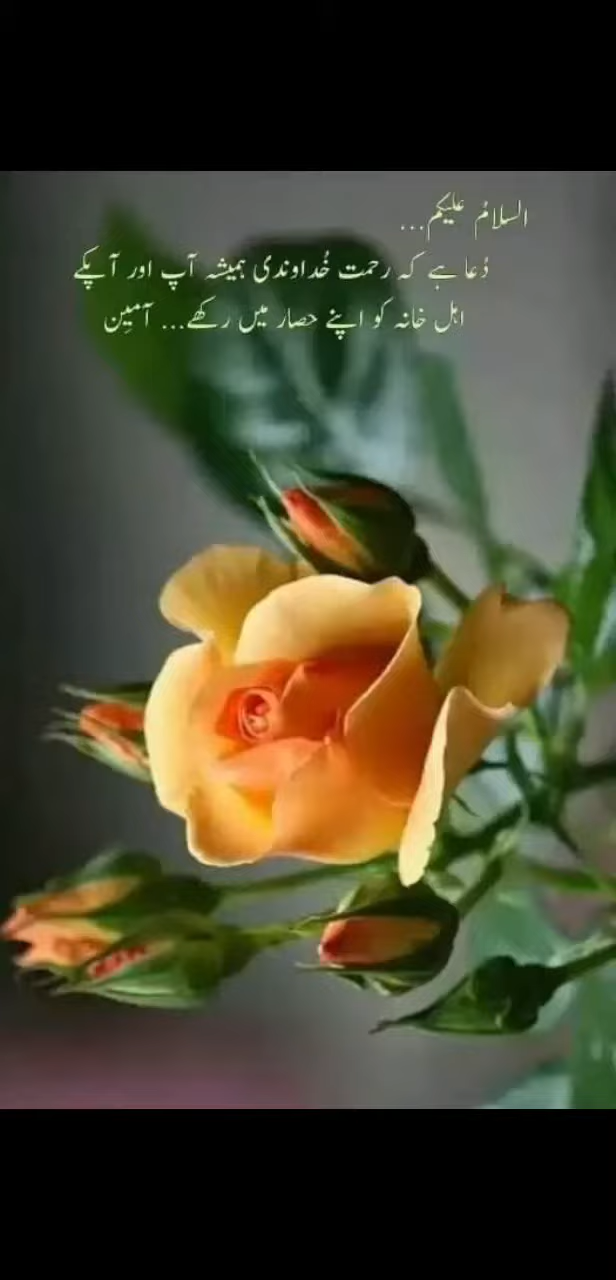 السلامُ علیکم...
دُعا ہے کہ رحمت خُداوندی ہمیشہ آپ اور آپکے
اہل خانہ کو اپنے حصار میں رکھے... آمین